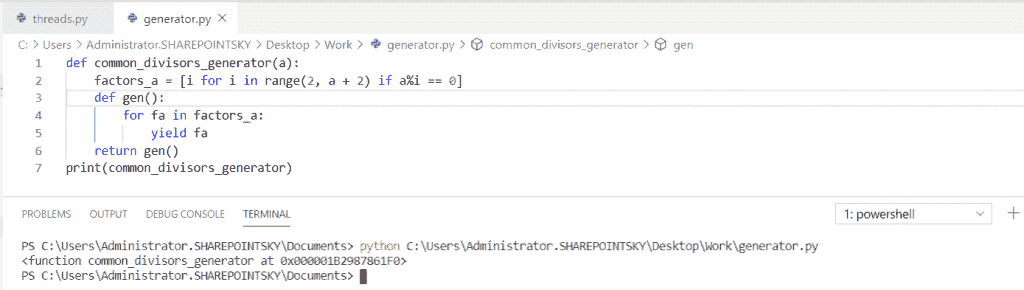 threads.py generator.py ×
C: > Users > Administrator.SHAREPOINTSKY > Desktop > Work > generator.py > common_divisors_generator > gen
1 def common_divisors_generator(a):
2 factors_a = [i for i in range(2, a + 2) if a%i == 0]
3 def gen():
4 for fa in factors_a:
5 yield fa
6 return gen()
7 print(common_divisors_generator)
PROBLEMS OUTPUT DEBUG CONSOLE TERMINAL 1: powershell
PS C:\Users\Administrator.SHAREPOINTSKY\Documents> python C:\Users\Administrator.SHAREPOINTSKY\Desktop\Work\generator.py
<function common_divisors_generator at 0x000001B2987861F0>
PS C:\Users\Administrator.SHAREPOINTSKY\Documents>